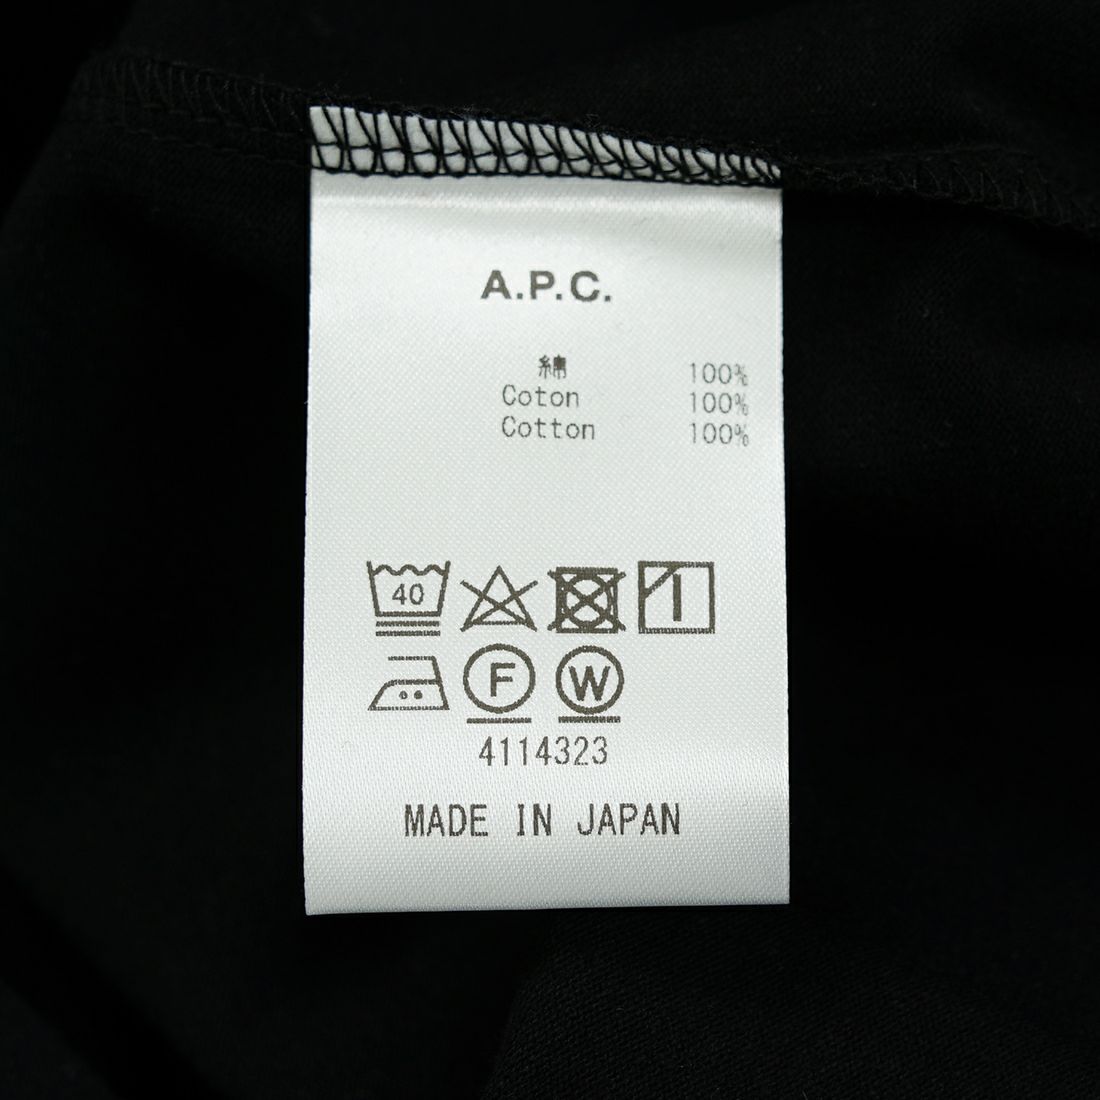 A.P.C.
綿 100%
Coton 100%
Cotton 100%
40
F W
4114323
MADE IN JAPAN